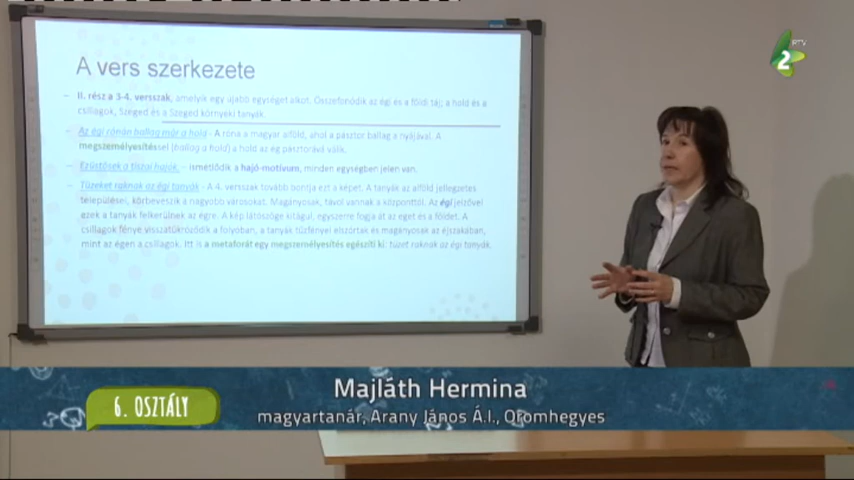 A vers szerkezete
– II. rész a 3-4. versszak, amelyik egy újabb egységet alkot. Összefonódik az égi és a földi táj; a hold és a
csillagok, Szeged és a Szeged környéki tanyák.
– Az égi rónán ballag már a hold - A róna a magyar alföld, ahol a pásztor ballag a nyájával. A
megszemélyesítéssel (ballag a hold) a hold az ég pásztorává válik.
– Ezüstösek a tiszai hajók, - ismétlődik a hajó-motívum, minden egységben jelen van.
– Tüzeket raknak az égi tanyák - A 4. versszak tovább bontja ezt a képet. A tanyák az alföld jellegzetes
települései, körbeveszik a nagyobb városokat. Magányosak, távol vannak a központtól. Az égi jelzővel
ezek a tanyák felkerülnek az égre. A kép látószöge kitágul, egyszerre fogja át az eget és a földet. A
csillagok fénye visszatükröződik a folyóban, a tanyák tűzfényei elszórtak és magányosak az éjszakában,
mint az égen a csillagok. Itt is a metaforát egy megszemélyesítés egészíti ki: tüzet raknak az égi tanyák.
RTV
2
Majláth Hermina
6. OSZTÁLY
magyartanár, Arany János Á.I., Oromhegyes